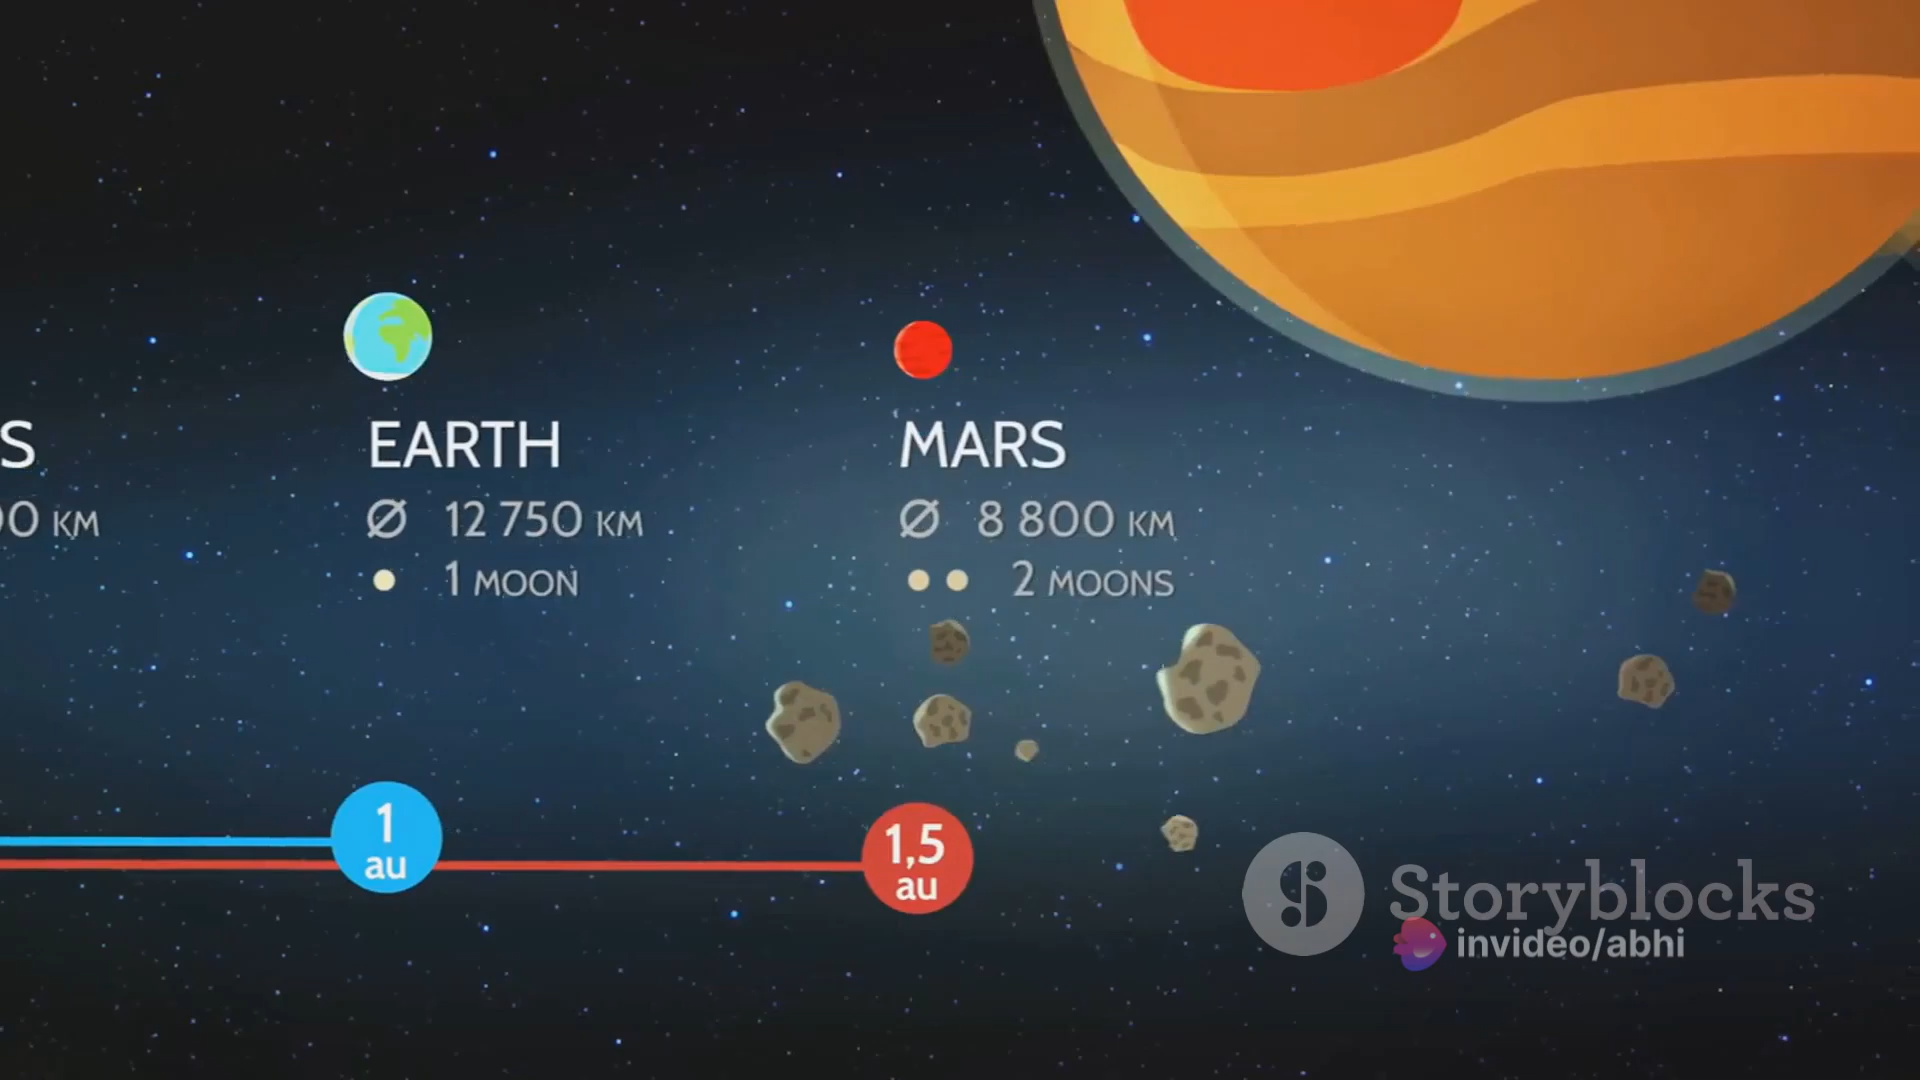 S
EARTH
MARS
00 KM
Ø 12 750 KM
Ø 8 800 KM
1 MOON
2 MOONS
1
au
1,5
au
Storyblocks
invideo/abhi